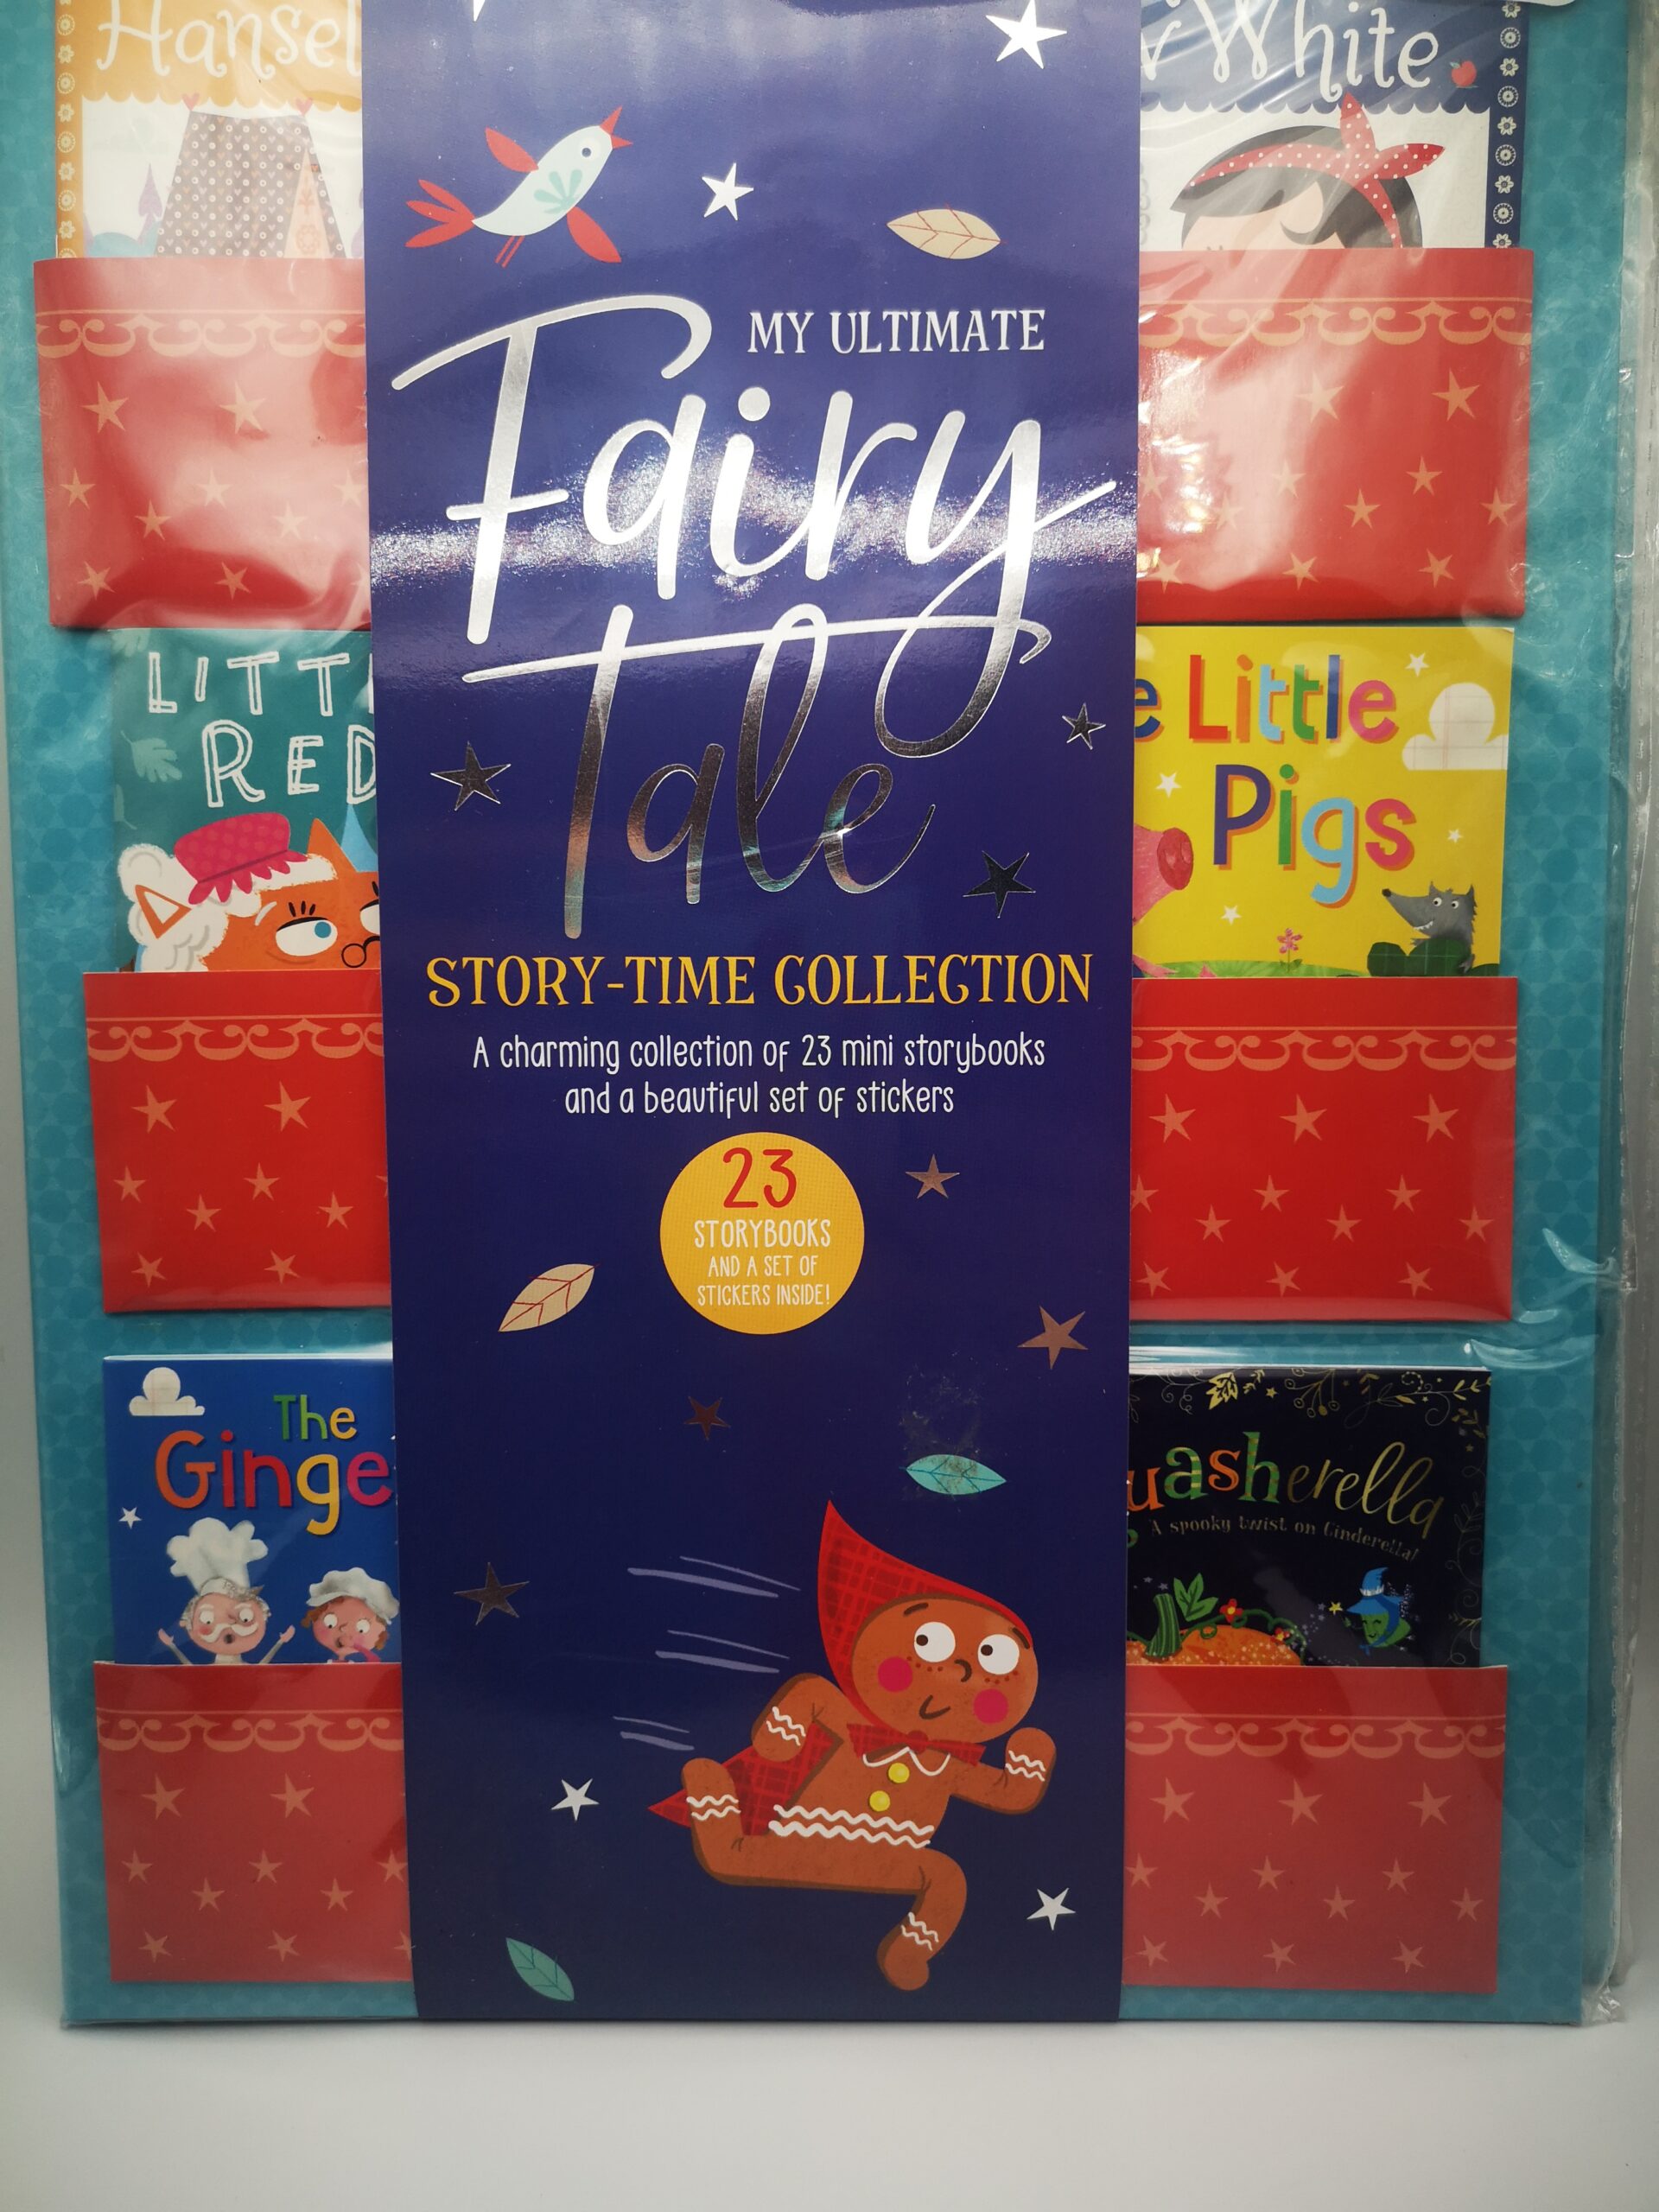 Hansel
White
MY ULTIMATE
Fairy
Tale
STORY-TIME COLLECTION
A charming collection of 23 mini storybooks
and a beautiful set of stickers
23
STORYBOOKS
AND A SET OF
STICKERS INSIDE!
LITT
RED
e Little
Pigs
The
Ginge
uasherella
A spooky twist on Cinderella!